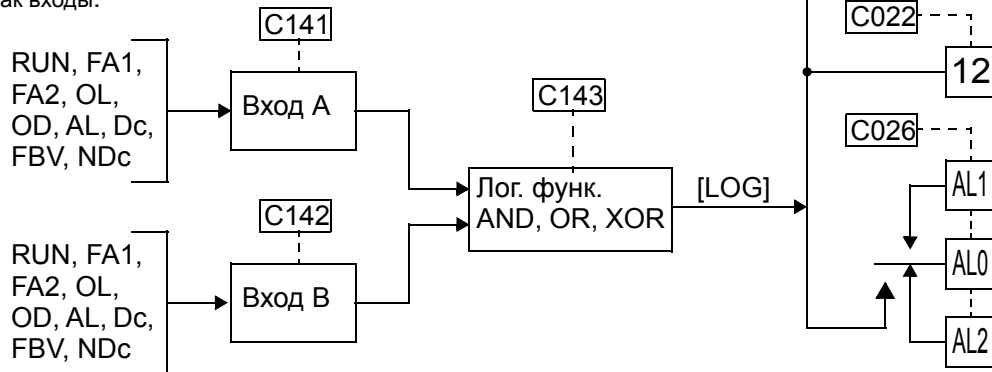 ак входы.
C141
C022
RUN, FA1,
FA2, OL,
OD, AL, Dc,
FBV, NDc
Вход A
C143
12
C026
Лог. функ.
AND, OR, XOR
[LOG]
AL1
C142
RUN, FA1,
FA2, OL,
OD, AL, Dc,
FBV, NDc
Вход B
AL0
AL2